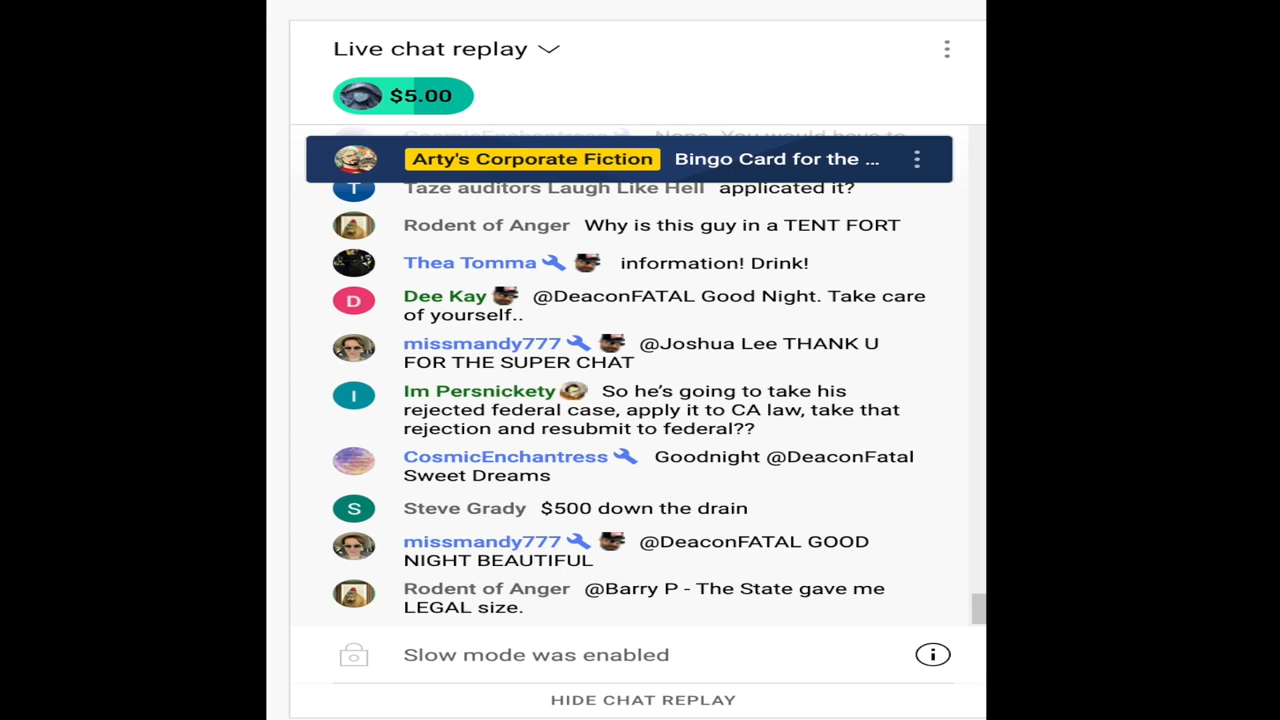 Live chat replay
$5.00
CosmicEnchantress Nope. You would have to
Arty's Corporate Fiction Bingo Card for the ...
T Taze auditors Laugh Like Hell applicated it?
Rodent of Anger Why is this guy in a TENT FORT
Thea Tomma information! Drink!
D Dee Kay @DeaconFATAL Good Night. Take care
of yourself..
missmandy777 @Joshua Lee THANK U
FOR THE SUPER CHAT
I Im Persnickety So he’s going to take his
rejected federal case, apply it to CA law, take that
rejection and resubmit to federal??
CosmicEnchantress Goodnight @DeaconFatal
Sweet Dreams
S Steve Grady $500 down the drain
missmandy777 @DeaconFATAL GOOD
NIGHT BEAUTIFUL
Rodent of Anger @Barry P - The State gave me
LEGAL size.
Slow mode was enabled
HIDE CHAT REPLAY